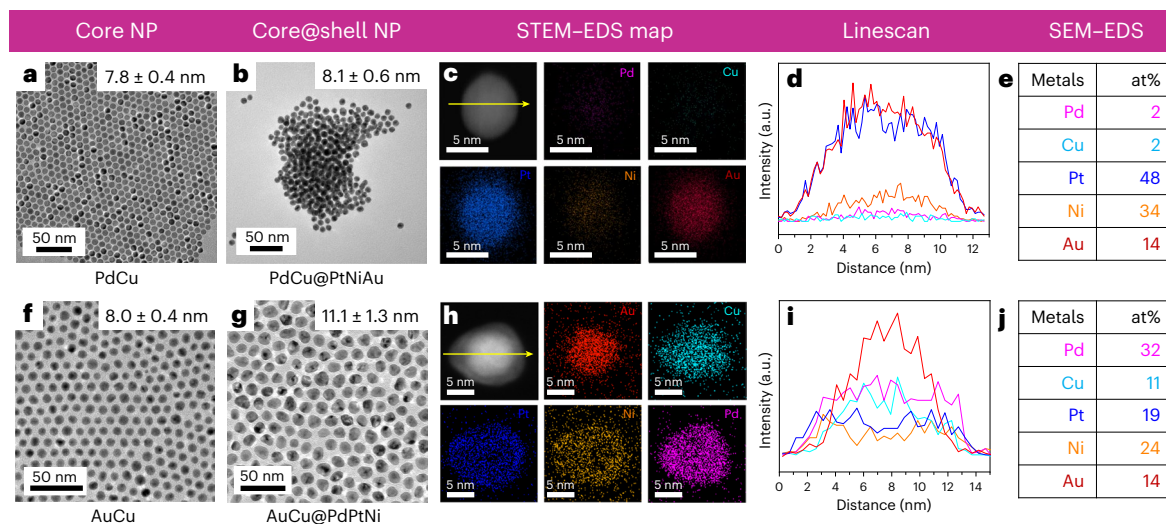 Core NP
Core@shell NP
STEM–EDS map
Linescan
SEM–EDS
a
7.8 ± 0.4 nm
50 nm
PdCu
b
8.1 ± 0.6 nm
50 nm
PdCu@PtNiAu
c
5 nm
Pd
5 nm
Cu
5 nm
Pt
5 nm
Ni
5 nm
Au
5 nm
d
Intensity (a.u.)
0 2 4 6 8 10 12
Distance (nm)
e
Metals at%
Pd 2
Cu 2
Pt 48
Ni 34
Au 14
f
8.0 ± 0.4 nm
50 nm
AuCu
g
11.1 ± 1.3 nm
50 nm
AuCu@PdPtNi
h
5 nm
Au
5 nm
Cu
5 nm
Pt
5 nm
Ni
5 nm
Pd
5 nm
i
Intensity (a.u.)
0 2 4 6 8 10 12 14
Distance (nm)
j
Metals at%
Pd 32
Cu 11
Pt 19
Ni 24
Au 14